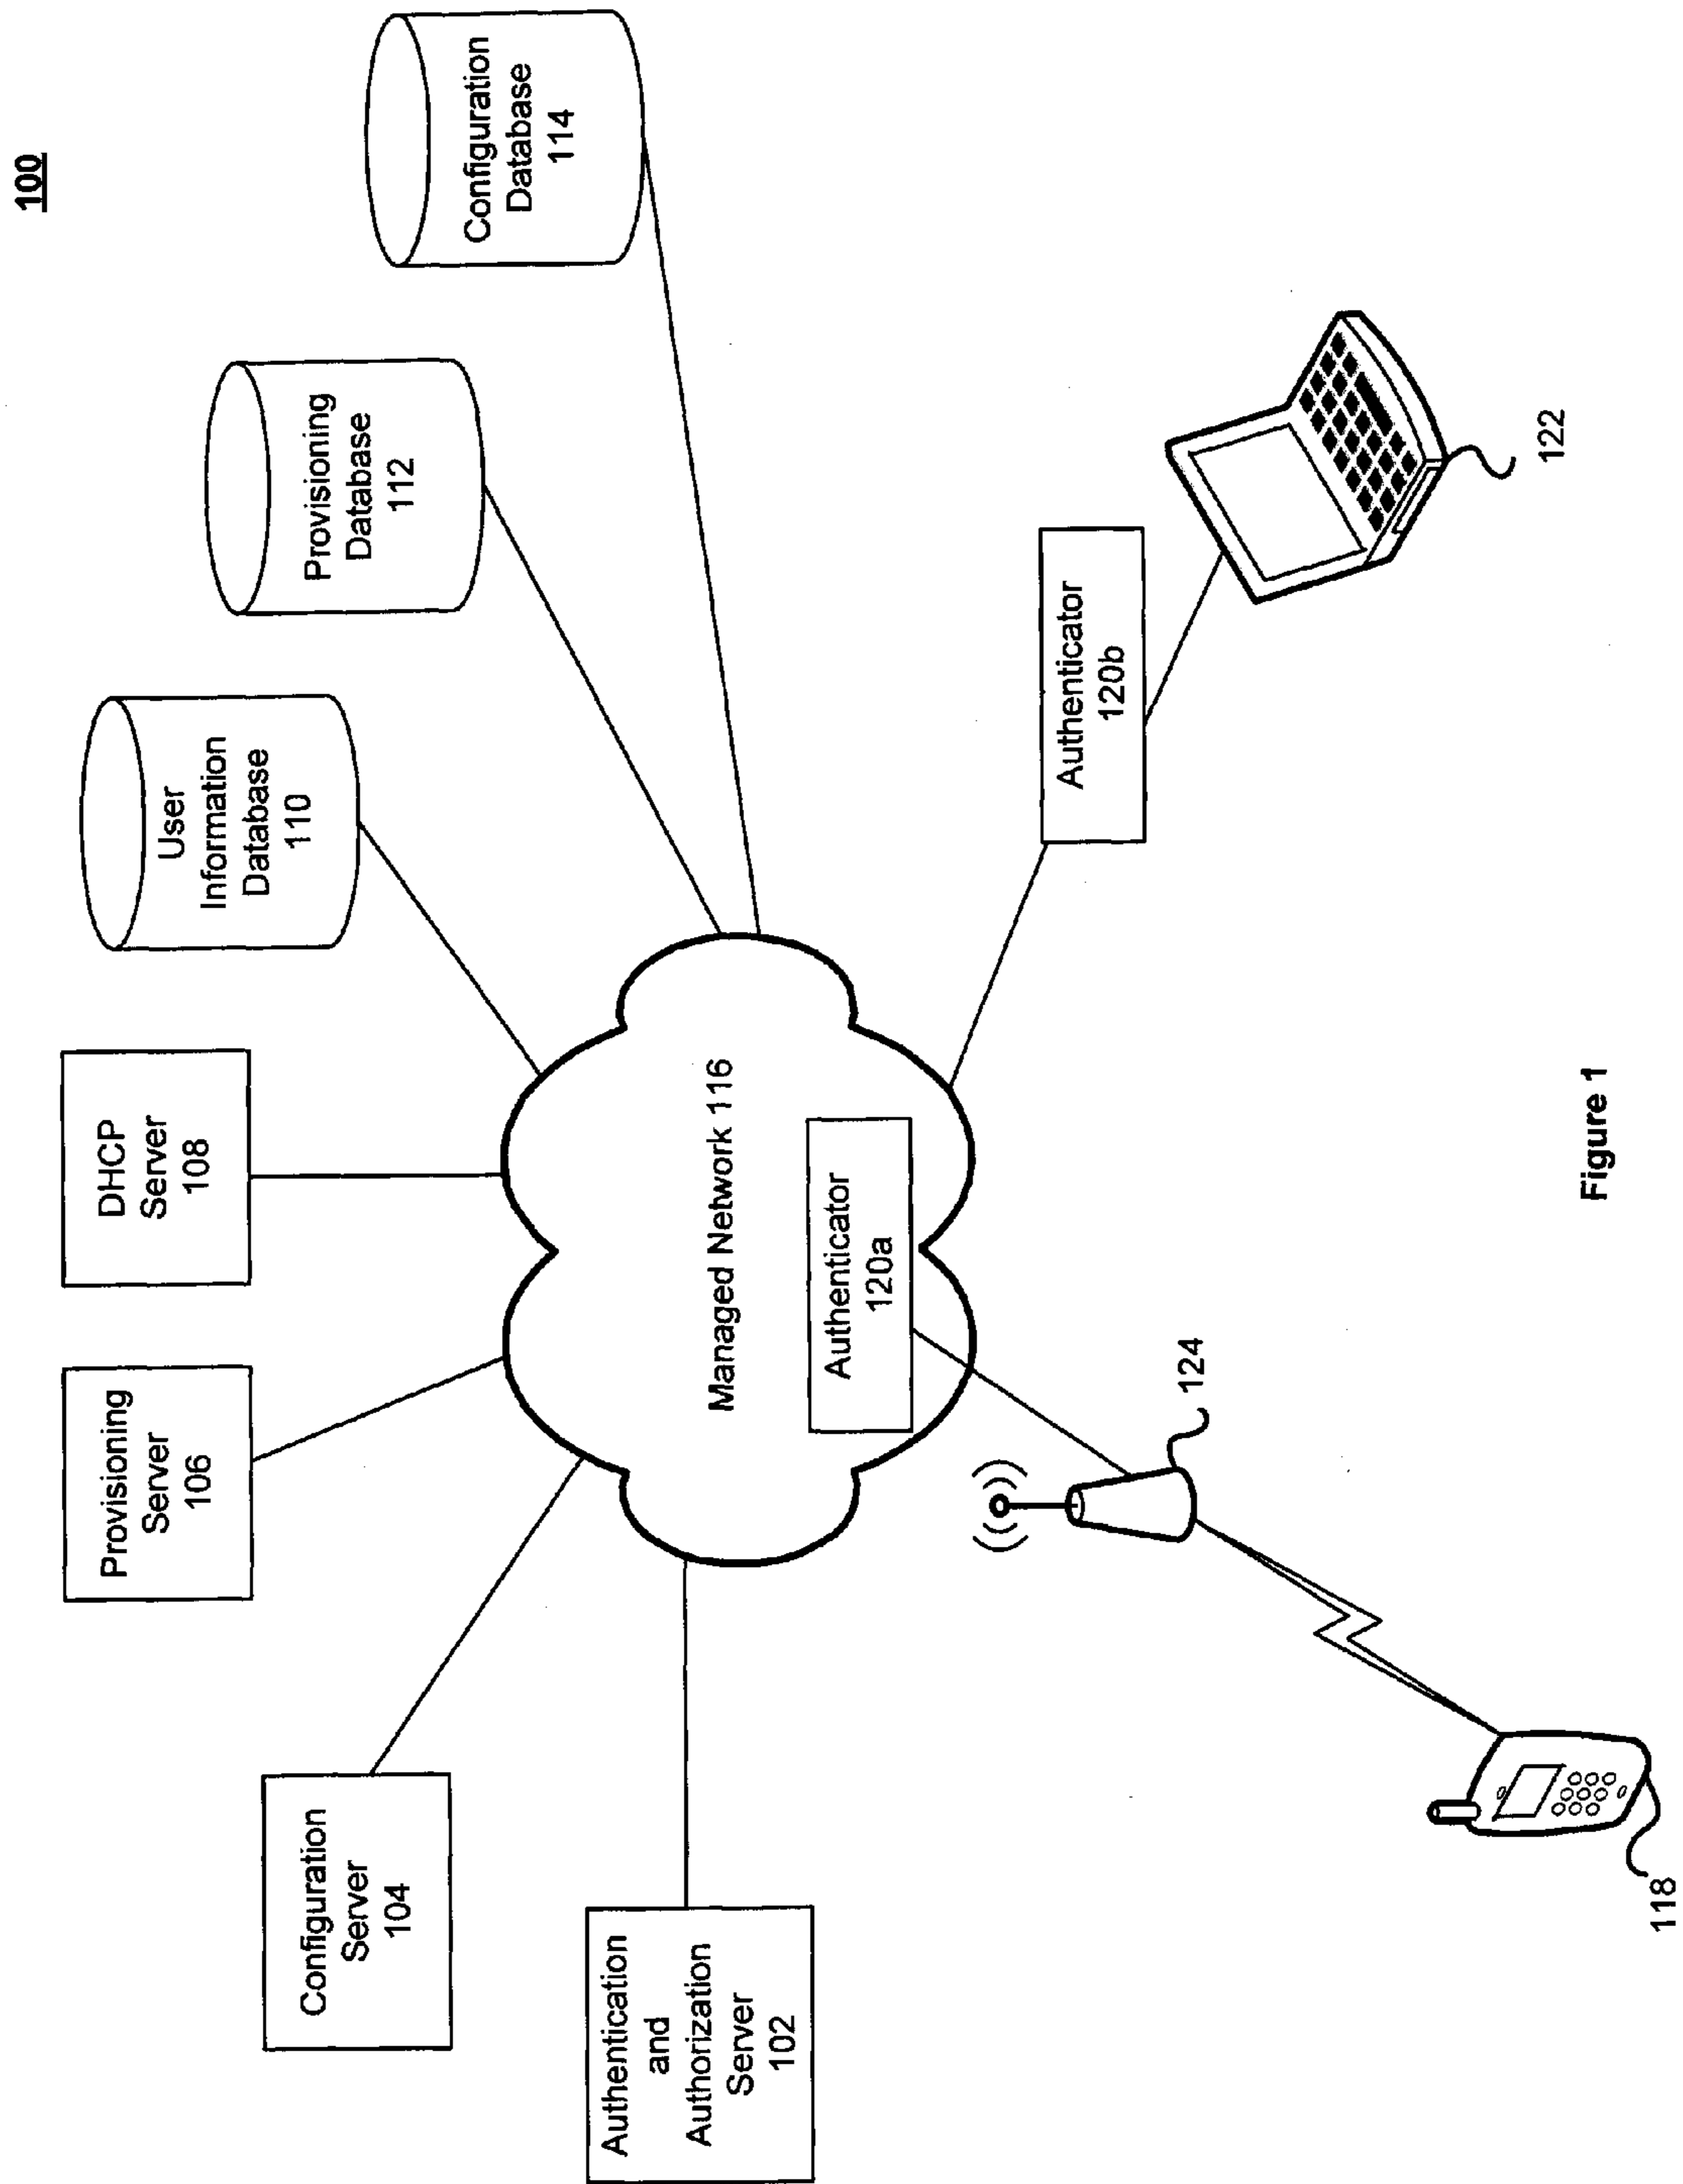 100
Authentication
and
Authorization
Server
102
Configuration
Server
104
Provisioning
Server
106
DHCP
Server
108
User
Information
Database
110
Provisioning
Database
112
Configuration
Database
114
Managed Network 116
Authenticator
120a
Authenticator
120b
124
118
122
Figure 1